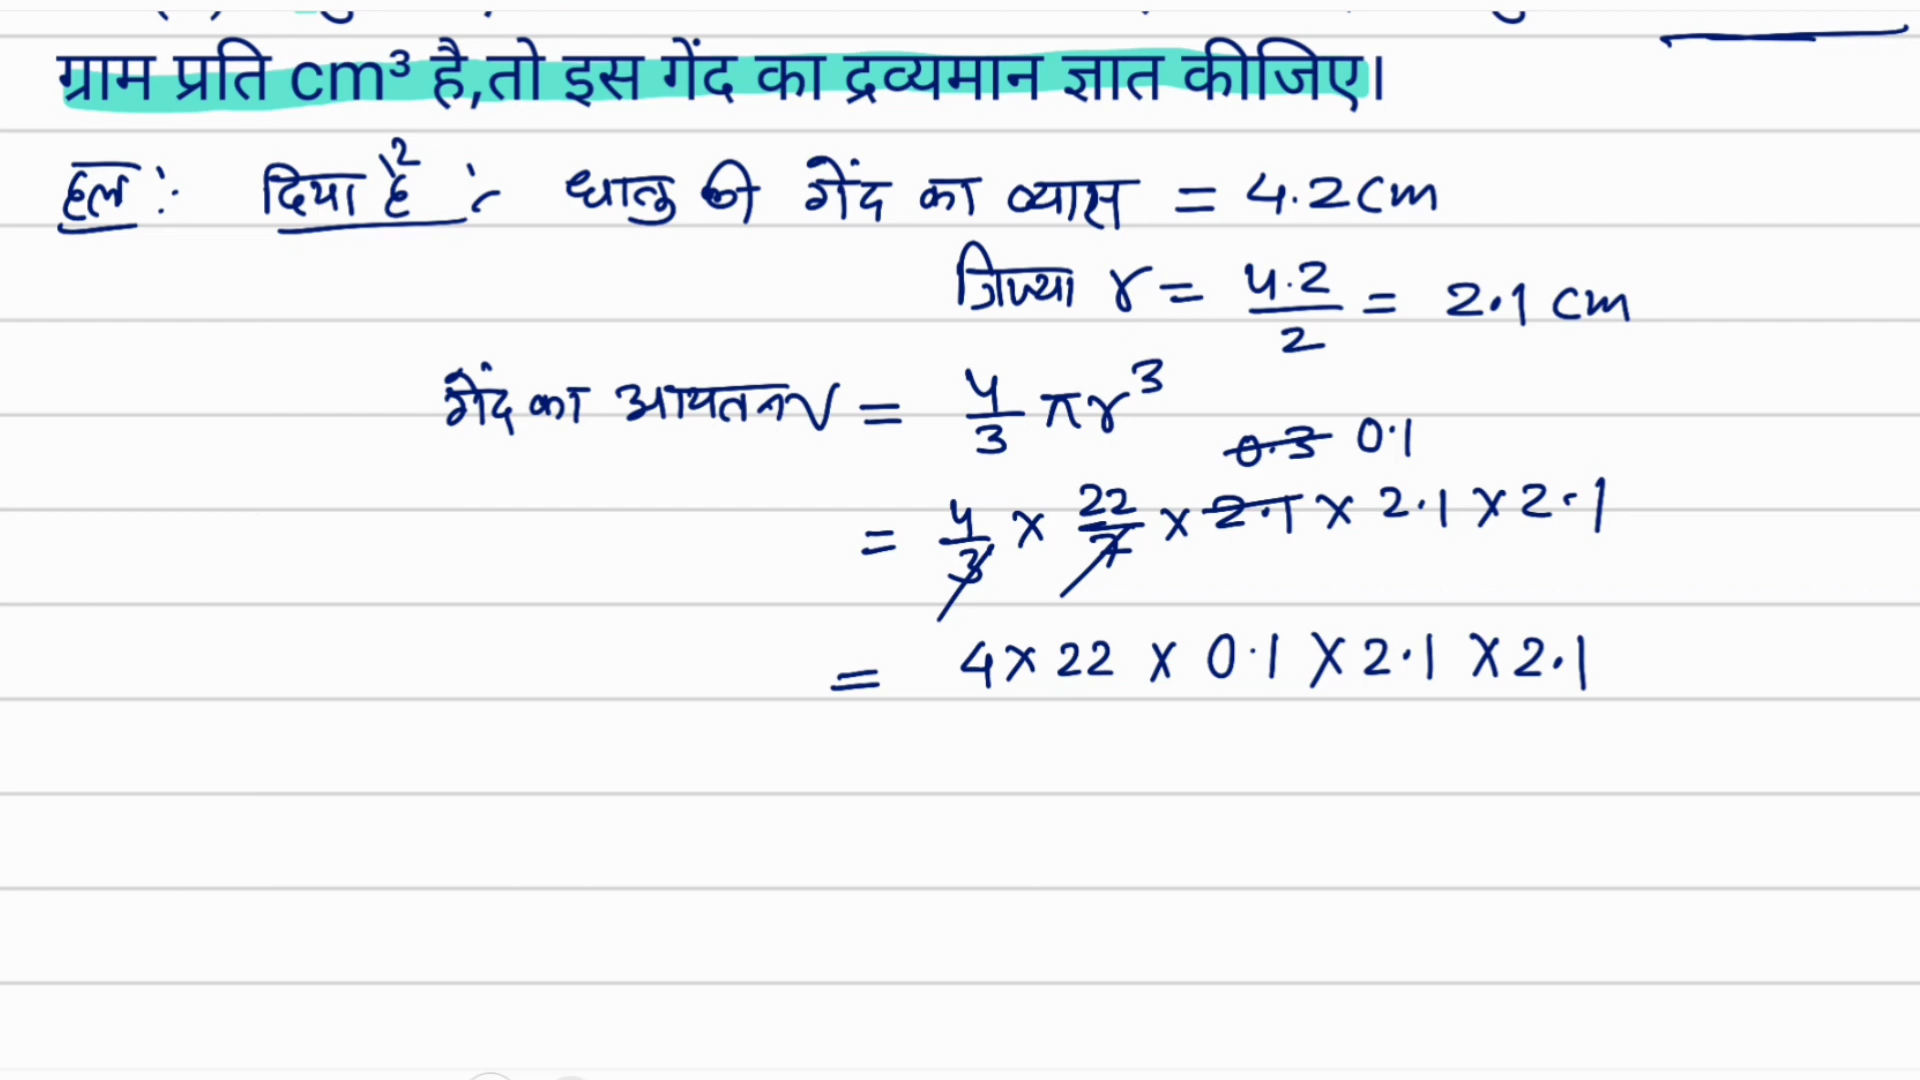 ग्राम प्रति cm³ है,तो इस गेंद का द्रव्यमान ज्ञात कीजिए।
हल : दिया है :- धातु की गेंद का व्यास = 4.2 cm
त्रिज्या r = 4.2/2 = 2.1 cm
गेंद का आयतन V = 4/3 πr³
0.3 0.1
= 4/3 × 22/7 × 2.1 × 2.1 × 2.1
= 4 × 22 × 0.1 × 2.1 × 2.1